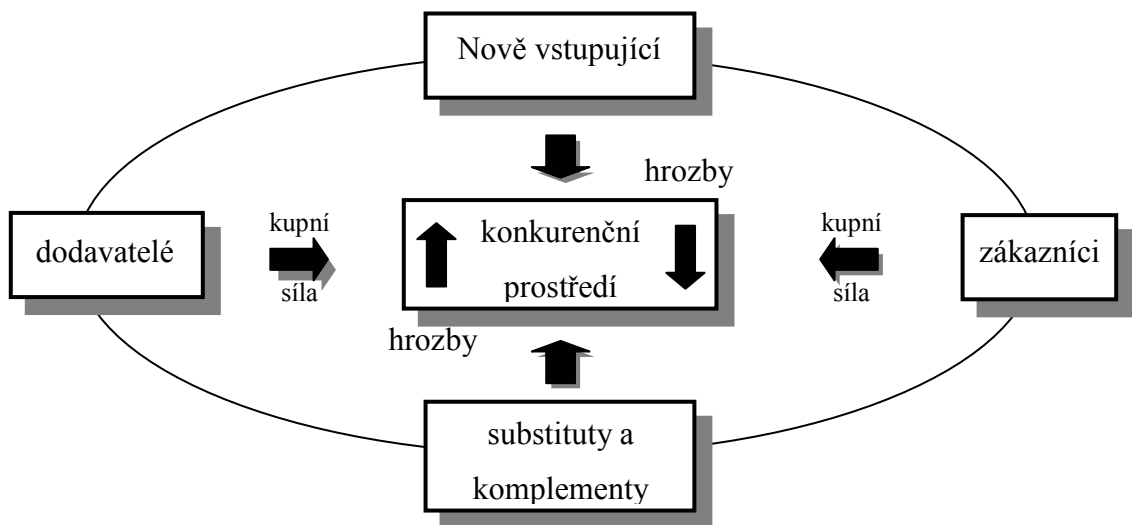 Nově vstupující
hrozby
dodavatelé
kupní
síla
konkurenční
prostředí
kupní
síla
zákazníci
hrozby
substituty a
komplementy